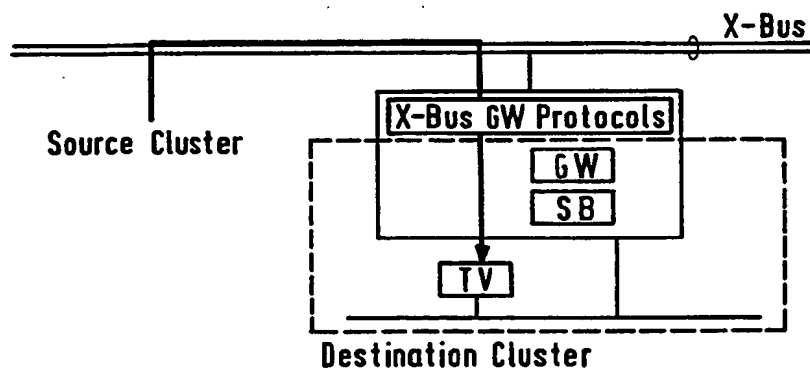 X-Bus
X-Bus GW Protocols
Source Cluster
GW
SB
TV
Destination Cluster